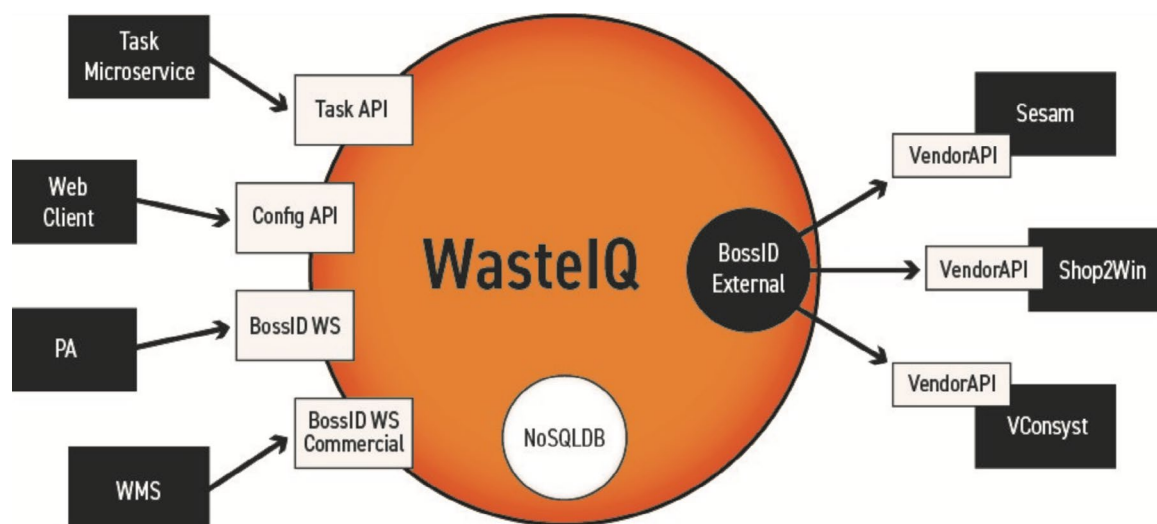 Task
Microservice
Task API
Web
Client
Config API
PA
BossID WS
WMS
BossID WS
Commercial
WasteIQ
NoSQLDB
BossID
External
Sesam
VendorAPI
VendorAPI
Shop2Win
VendorAPI
VConsyst